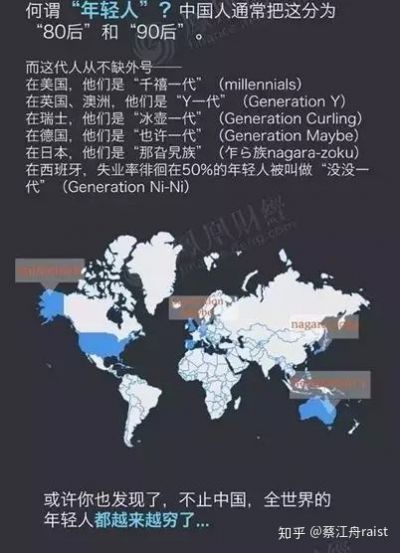 何谓“年轻人”？中国人通常把这分为
“80后”和“90后”。
而这代人从不缺外号——
在美国，他们是“千禧一代”（millennials）
在英国、澳洲，他们是“Y一代”（Generation Y）
在瑞士，他们是“冰壶一代”（Generation Curling）
在德国，他们是“也许一代”（Generation Maybe）
在日本，他们是“那旮旯族”（乍ら族nagara-zoku）
在西班牙，失业率徘徊在50%的年轻人被叫做“没没一
代”（Generation Ni-Ni）
nagara-zoku
或许你也发现了，不止中国，全世界的
年轻人都越来越穷了...
知乎 @蔡江舟raist